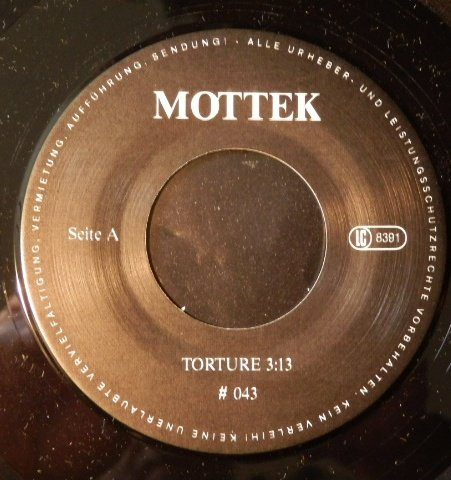 MOTTEK
Seite A
LC 8391
TORTURE 3:13
# 043
ALLE URHEBER- UND LEISTUNGSSCHUTZRECHTE VORBEHALTEN. KEIN VERLEIH! KEINE UNERLAUBTE VERVIELFÄLTIGUNG, VERMIETUNG, AUFFÜHRUNG, SENDUNG! -